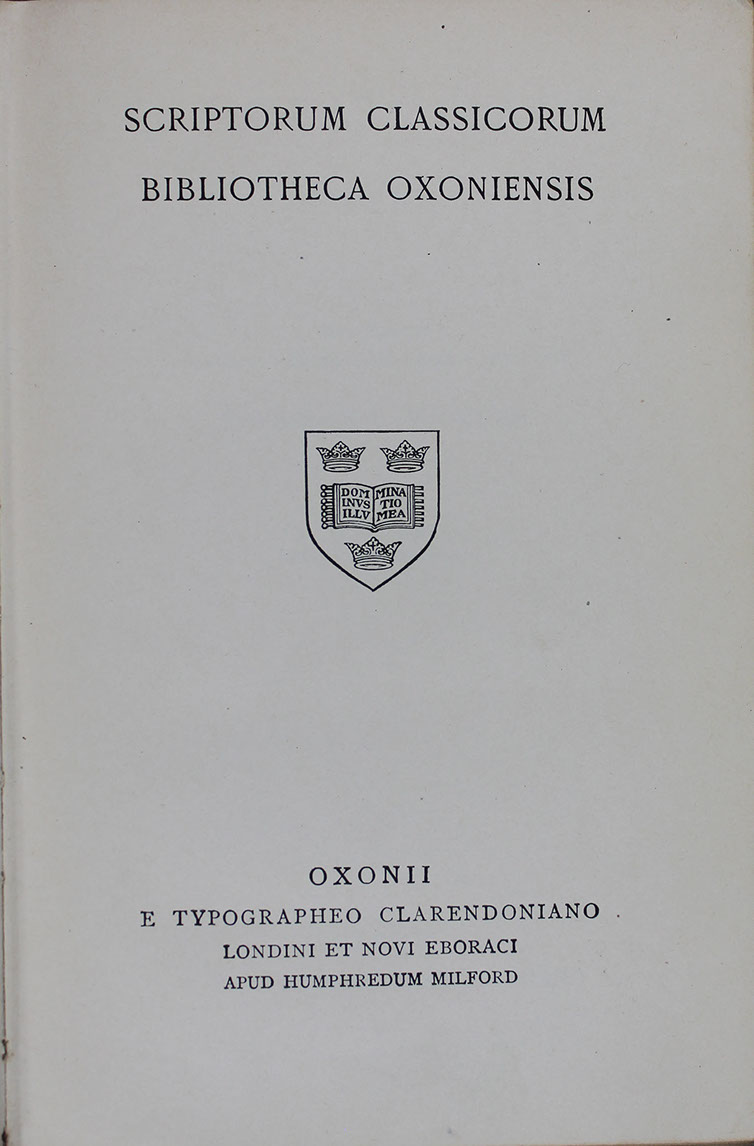 SCRIPTORUM CLASSICORUM
BIBLIOTHECA OXONIENSIS
DOM MINA
INVS TIO
ILLV MEA
OXONII
E TYPOGRAPHEO CLARENDONIANO
LONDINI ET NOVI EBORACI
APUD HUMPHREDUM MILFORD